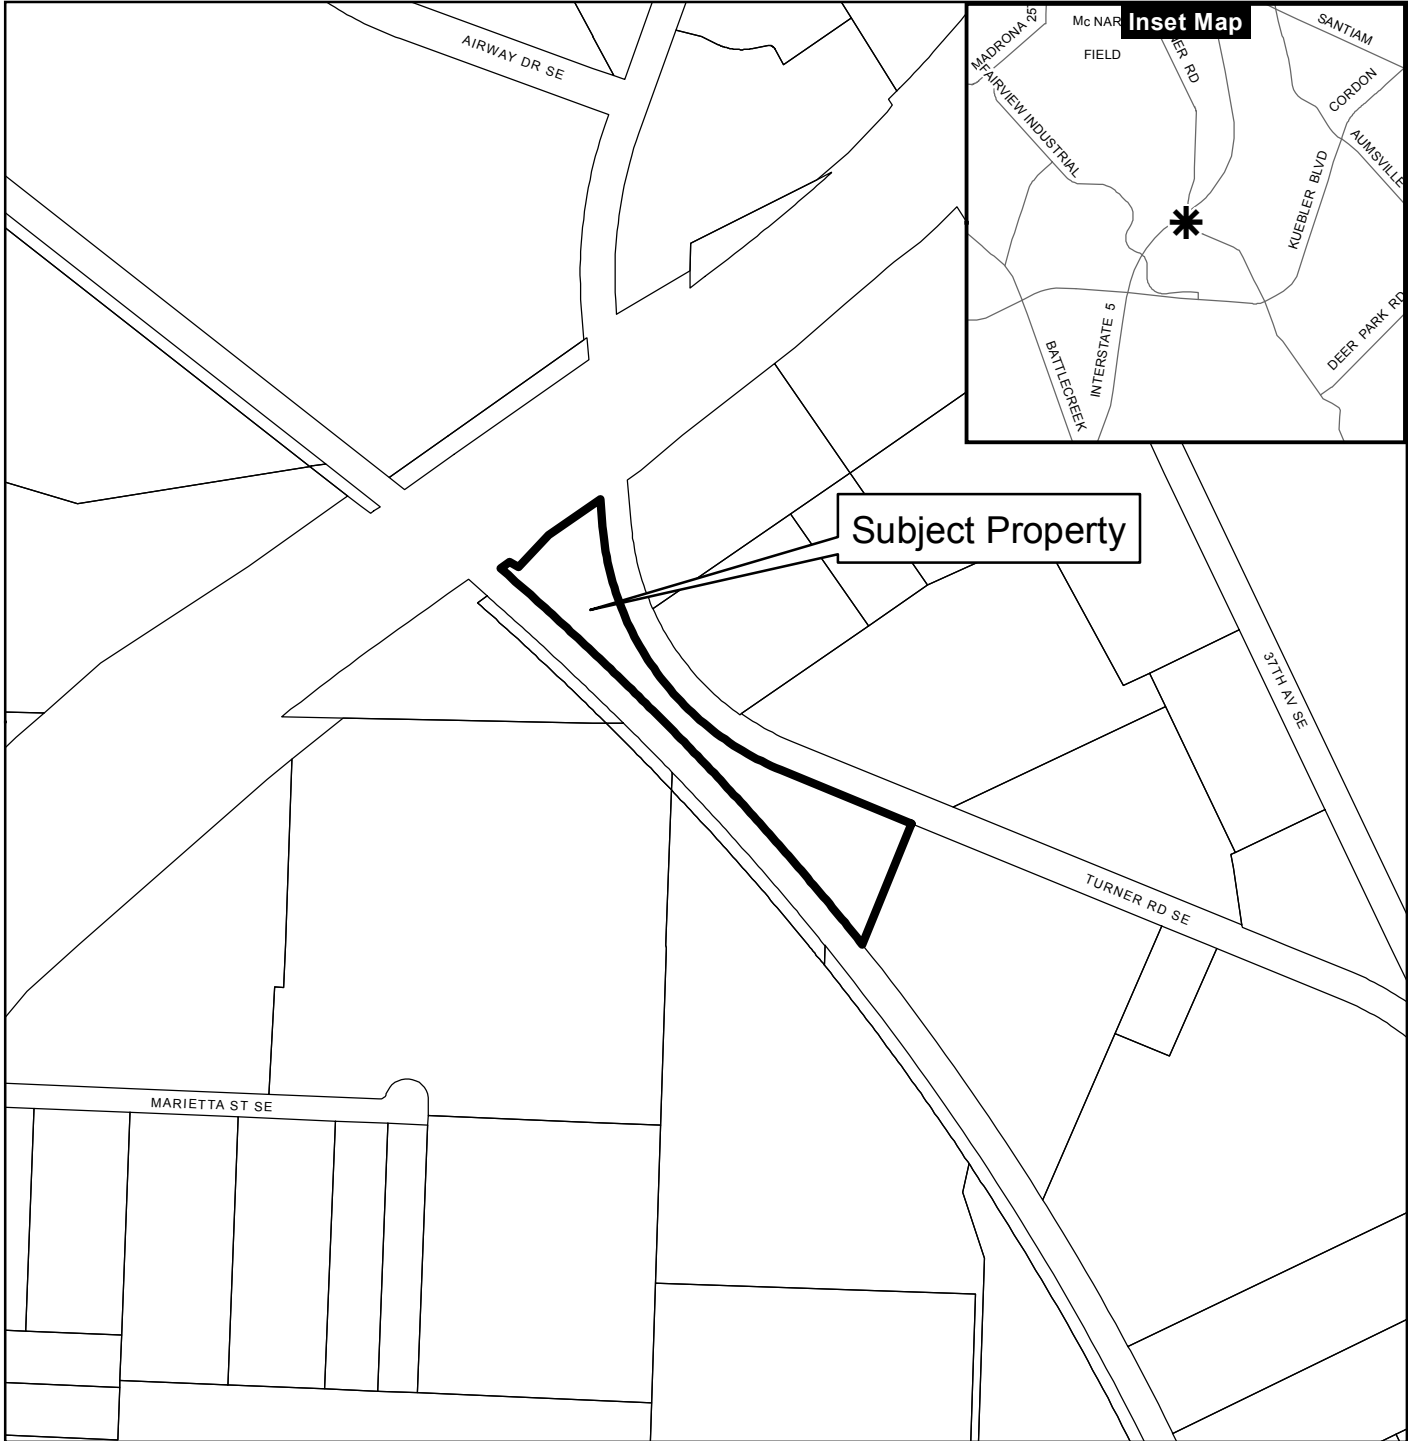 AIRWAY DR SE
Inset Map
MADRONA
25
Mc NAR
FIELD
NER RD
SANTIAM
CORDON
FAIRVIEW INDUSTRIAL
AUMSVILLE
KUEBLER BLVD
INTERSTATE 5
BATTLECREEK
DEER PARK RD
Subject Property
37TH AV SE
TURNER RD SE
MARIETTA ST SE